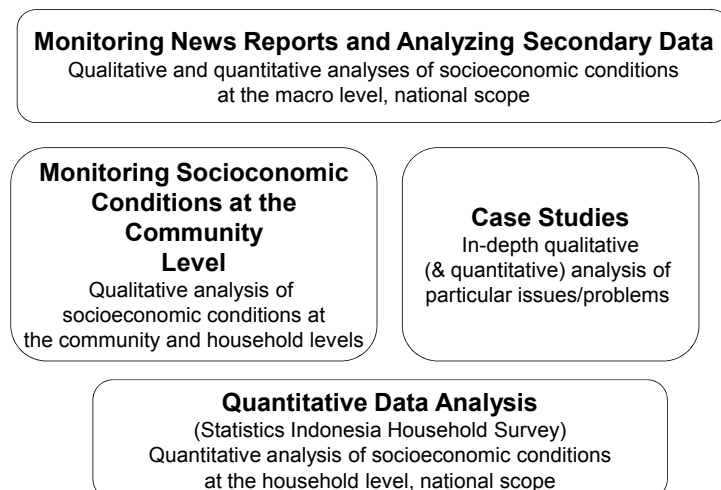 Monitoring News Reports and Analyzing Secondary Data
Qualitative and quantitative analyses of socioeconomic conditions
at the macro level, national scope
Monitoring Socioconomic
Conditions at the
Community
Level
Qualitative analysis of
socioeconomic conditions at
the community and household levels
Case Studies
In-depth qualitative
(& quantitative) analysis of
particular issues/problems
Quantitative Data Analysis
(Statistics Indonesia Household Survey)
Quantitative analysis of socioeconomic conditions
at the household level, national scope